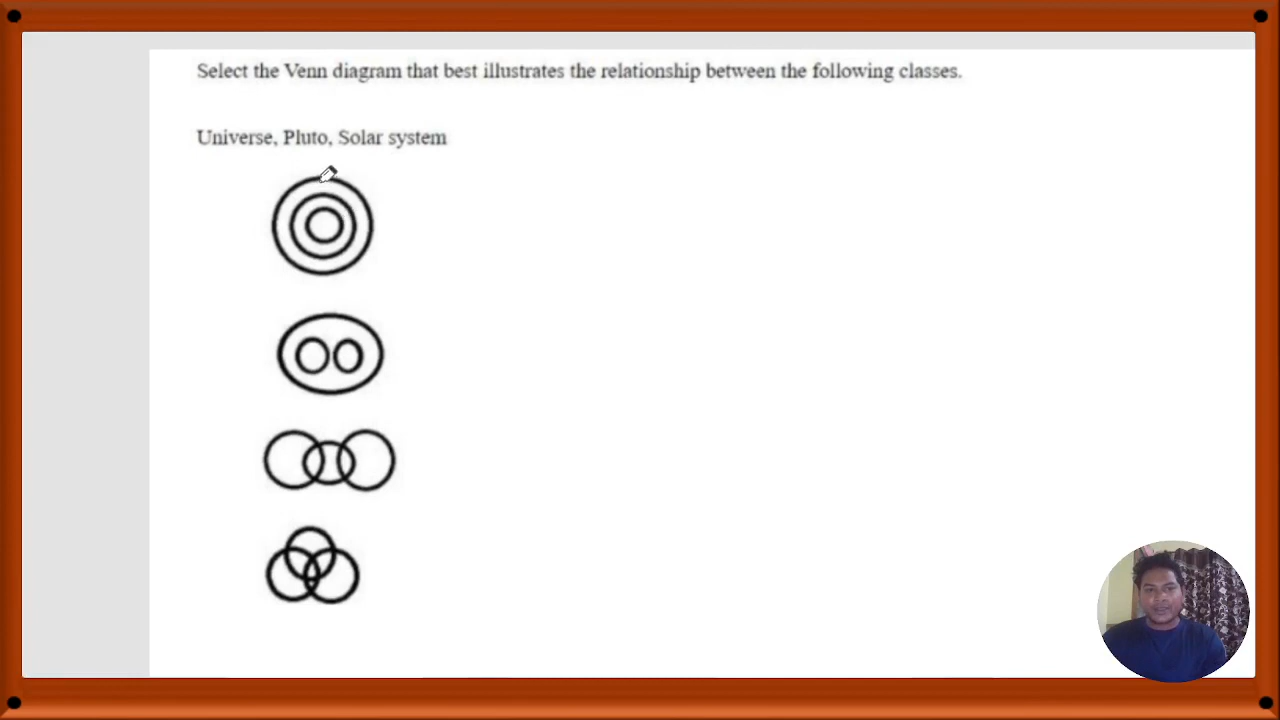 Select the Venn diagram that best illustrates the relationship between the following classes.
Universe, Pluto, Solar system